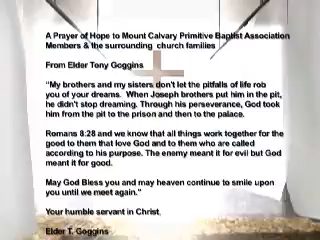 A Prayer of Hope to Mount Calvary Primitive Baptist Association
Members & the surrounding church families
From Elder Tony Goggins
"My brothers and my sisters don't let the pitfalls of life rob
you of your dreams. When Joseph brothers put him in the pit,
he didn't stop dreaming. Through his perseverance, God took
him from the pit to the prison and then to the palace.
Romans 8:28 and we know that all things work together for the
good to them that love God and to them who are called
according to his purpose. The enemy meant it for evil but God
meant it for good.
May God Bless you and may heaven continue to smile upon
you until we meet again."
Your humble servant in Christ,
Elder T. Goggins